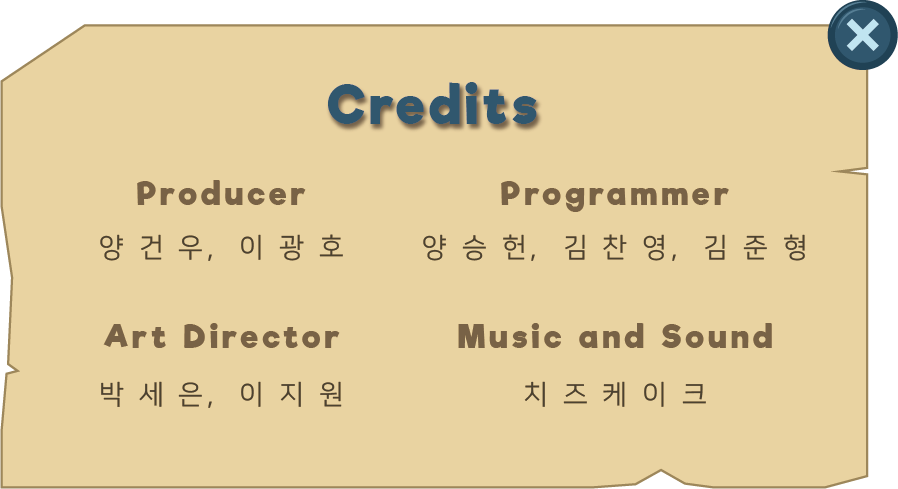 Credits
Producer
양건우, 이광호
Programmer
양승헌, 김찬영, 김준형
Art Director
박세은, 이지원
Music and Sound
치즈케이크